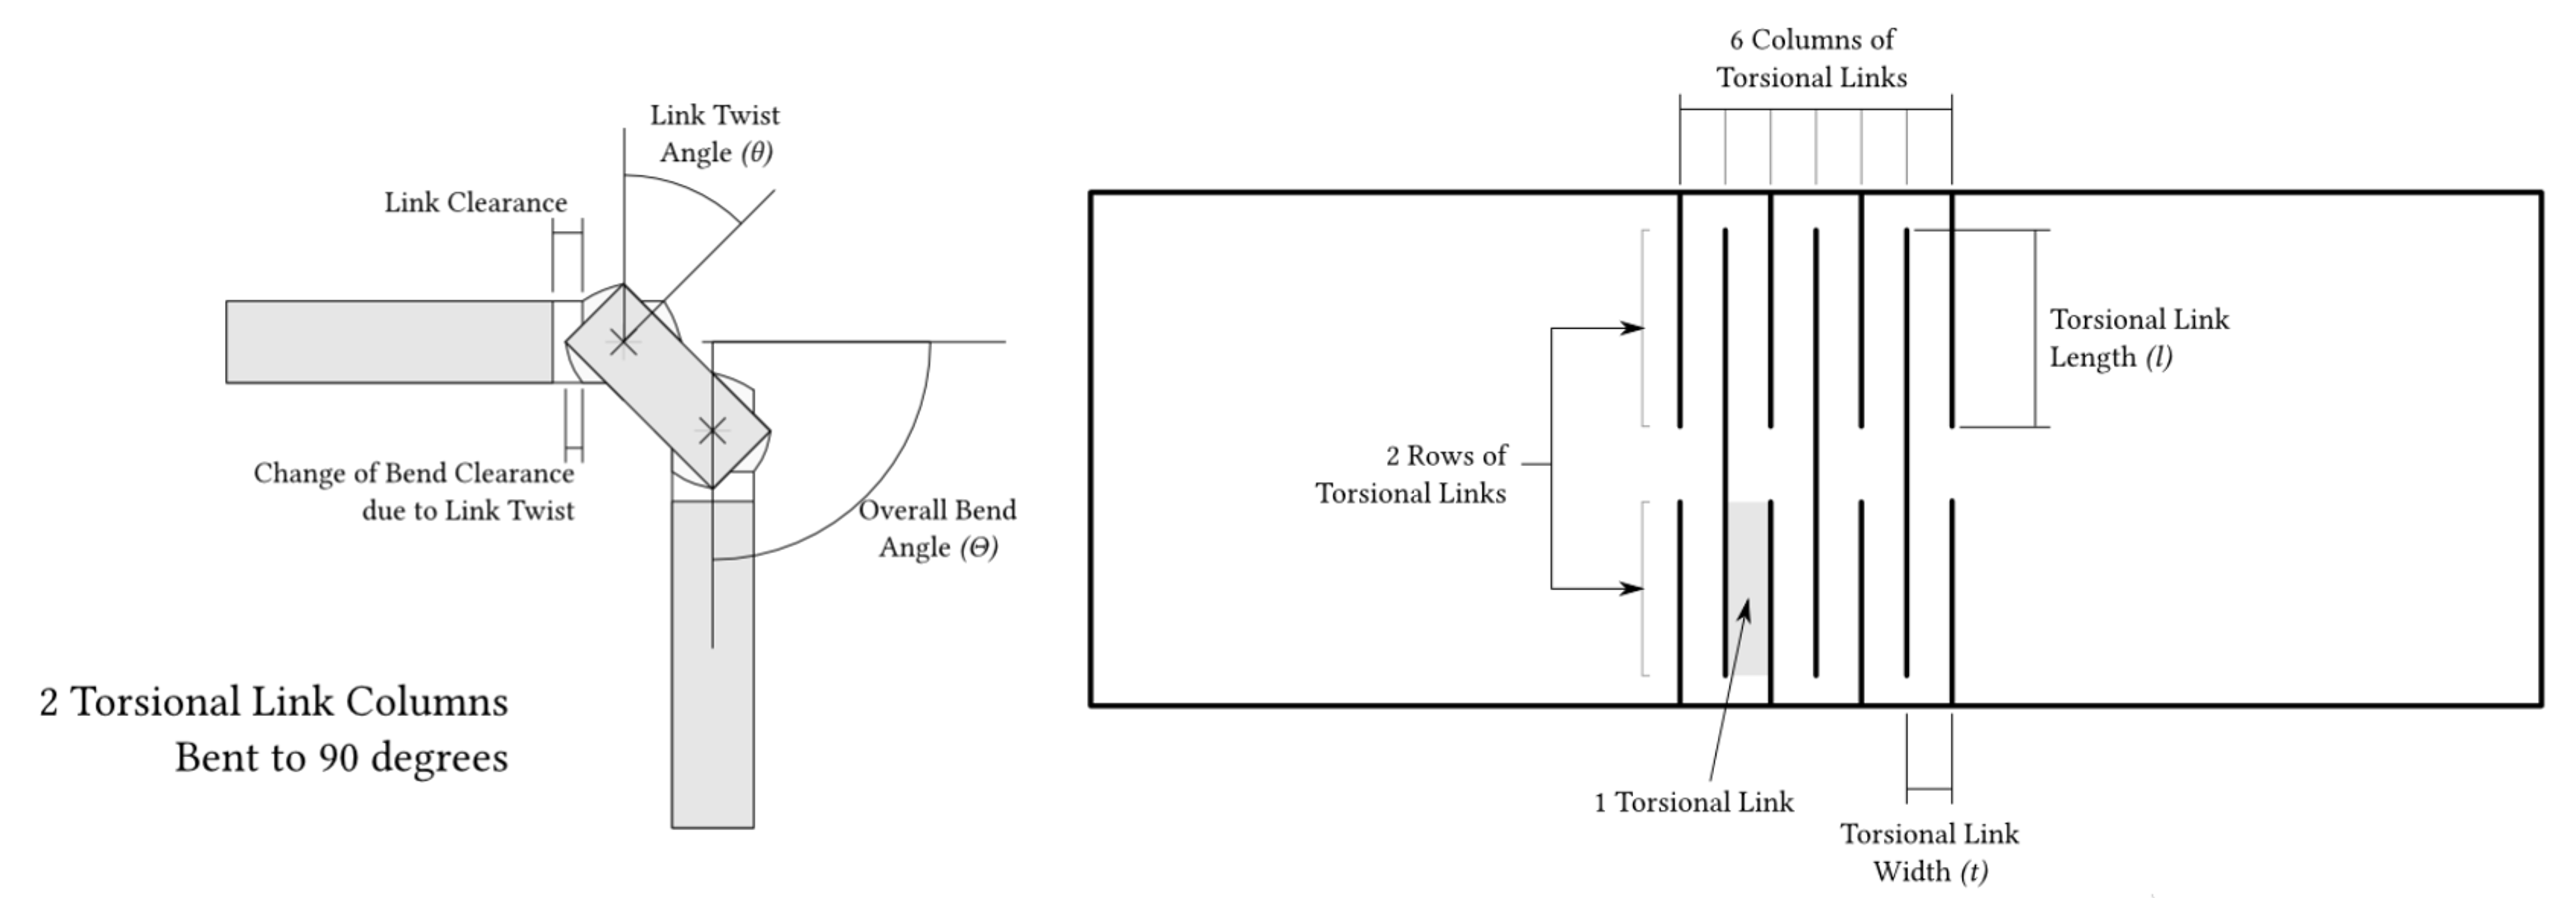 Link Twist
Angle (θ)
Link Clearance
Change of Bend Clearance
due to Link Twist
Overall Bend
Angle (Θ)
2 Torsional Link Columns
Bent to 90 degrees
6 Columns of
Torsional Links
Torsional Link
Length (l)
2 Rows of
Torsional Links
1 Torsional Link
Torsional Link
Width (t)